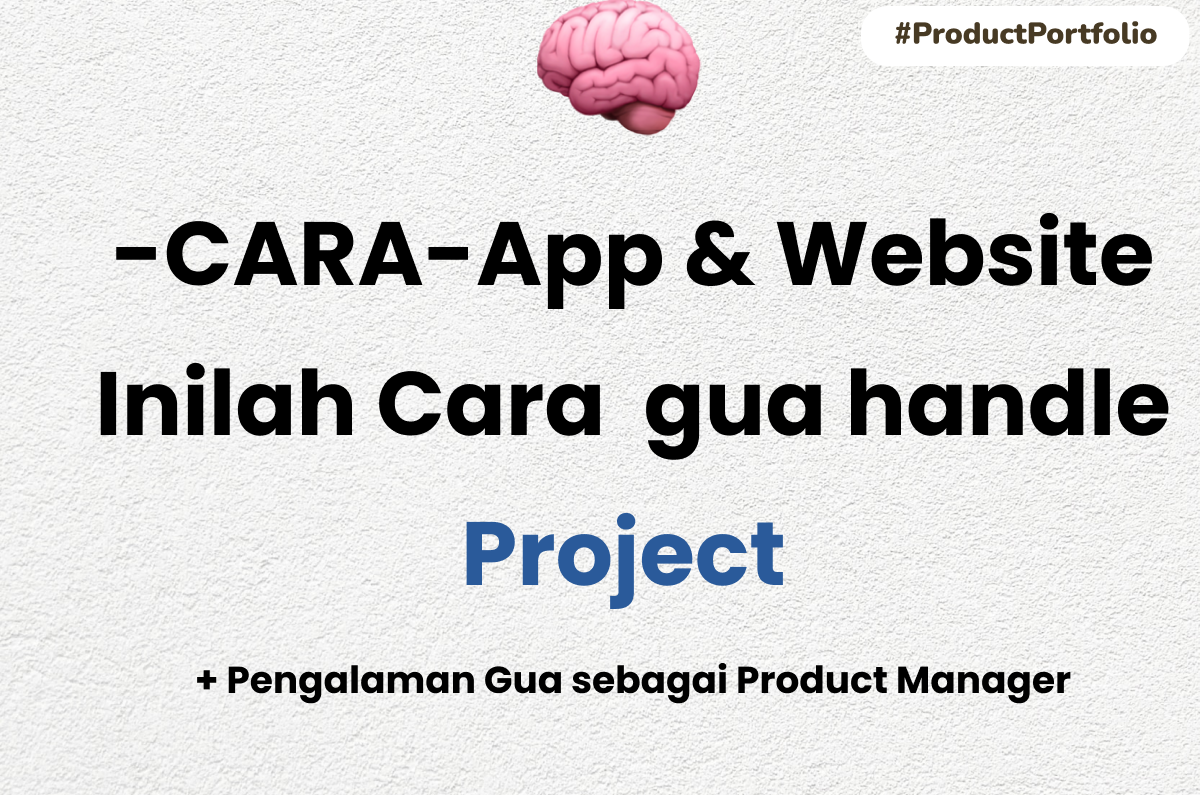 #ProductPortfolio
-CARA-App & Website
Inilah Cara gua handle
Project
+ Pengalaman Gua sebagai Product Manager